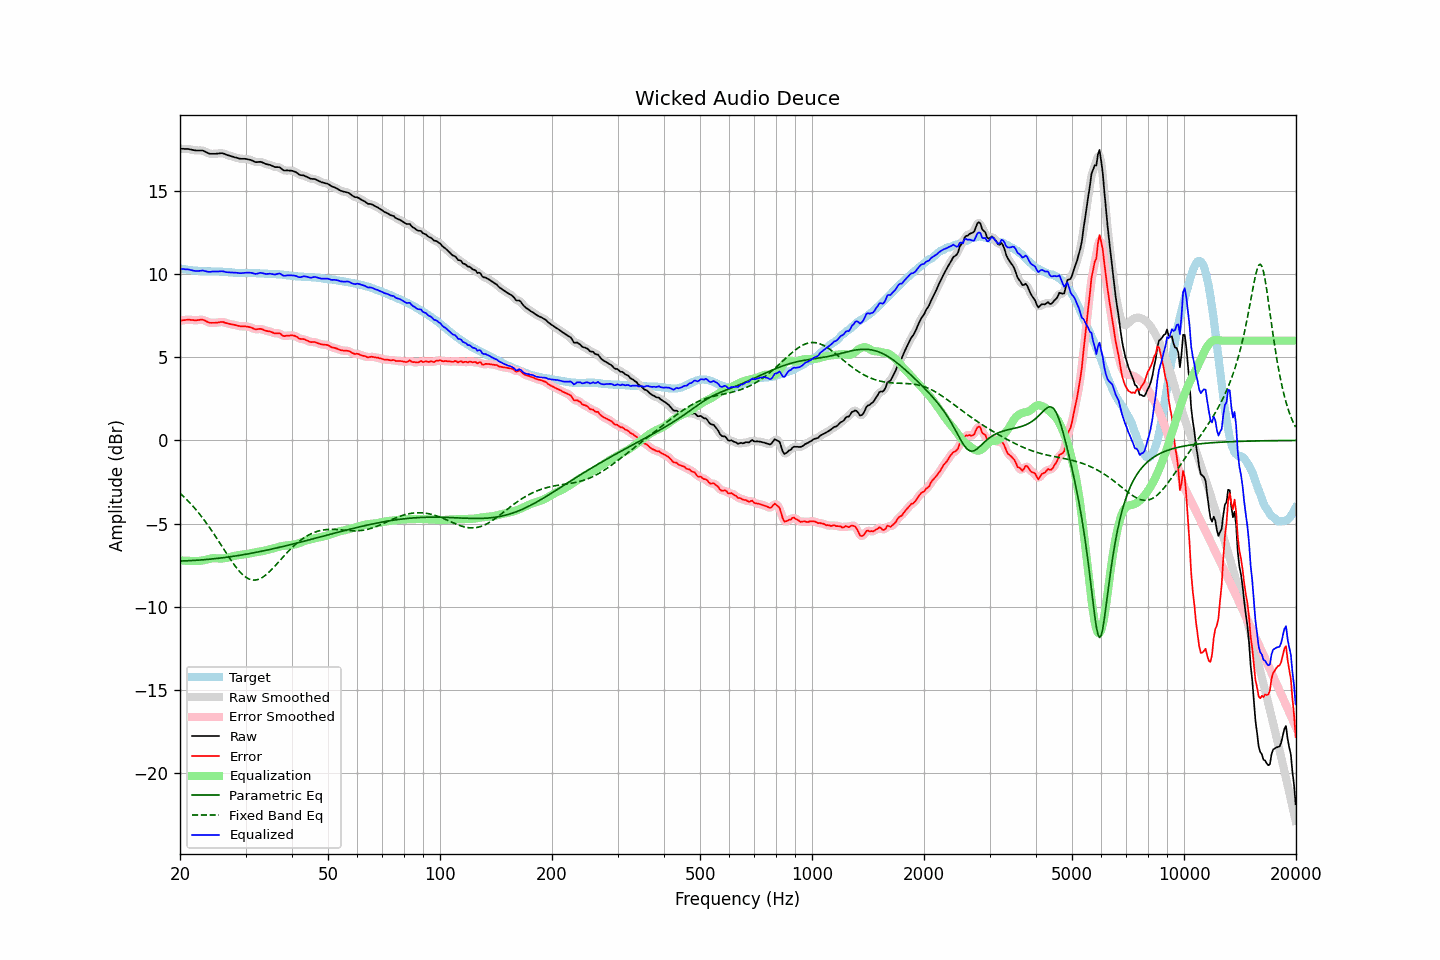 Wicked Audio Deuce
Amplitude (dBr)
15
10
5
0
−5
−10
−15
−20
Target
Raw Smoothed
Error Smoothed
Raw
Error
Equalization
Parametric Eq
Fixed Band Eq
Equalized
20 50 100 200 500 1000 2000 5000 10000 20000
Frequency (Hz)